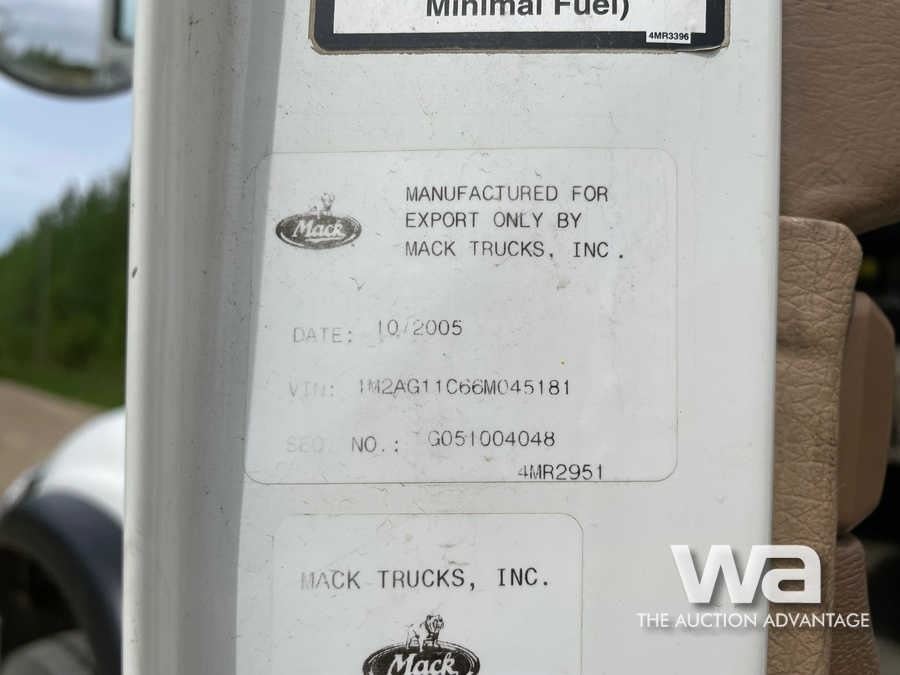 Minimal Fuel)
4MR3396
Mack
MANUFACTURED FOR
EXPORT ONLY BY
MACK TRUCKS, INC.
DATE: 10/2005
VIN: 1M2AG11C66M045181
SEQ. NO.: G051004048
4MR2951
MACK TRUCKS, INC.
Mack
wa
THE AUCTION ADVANTAGE